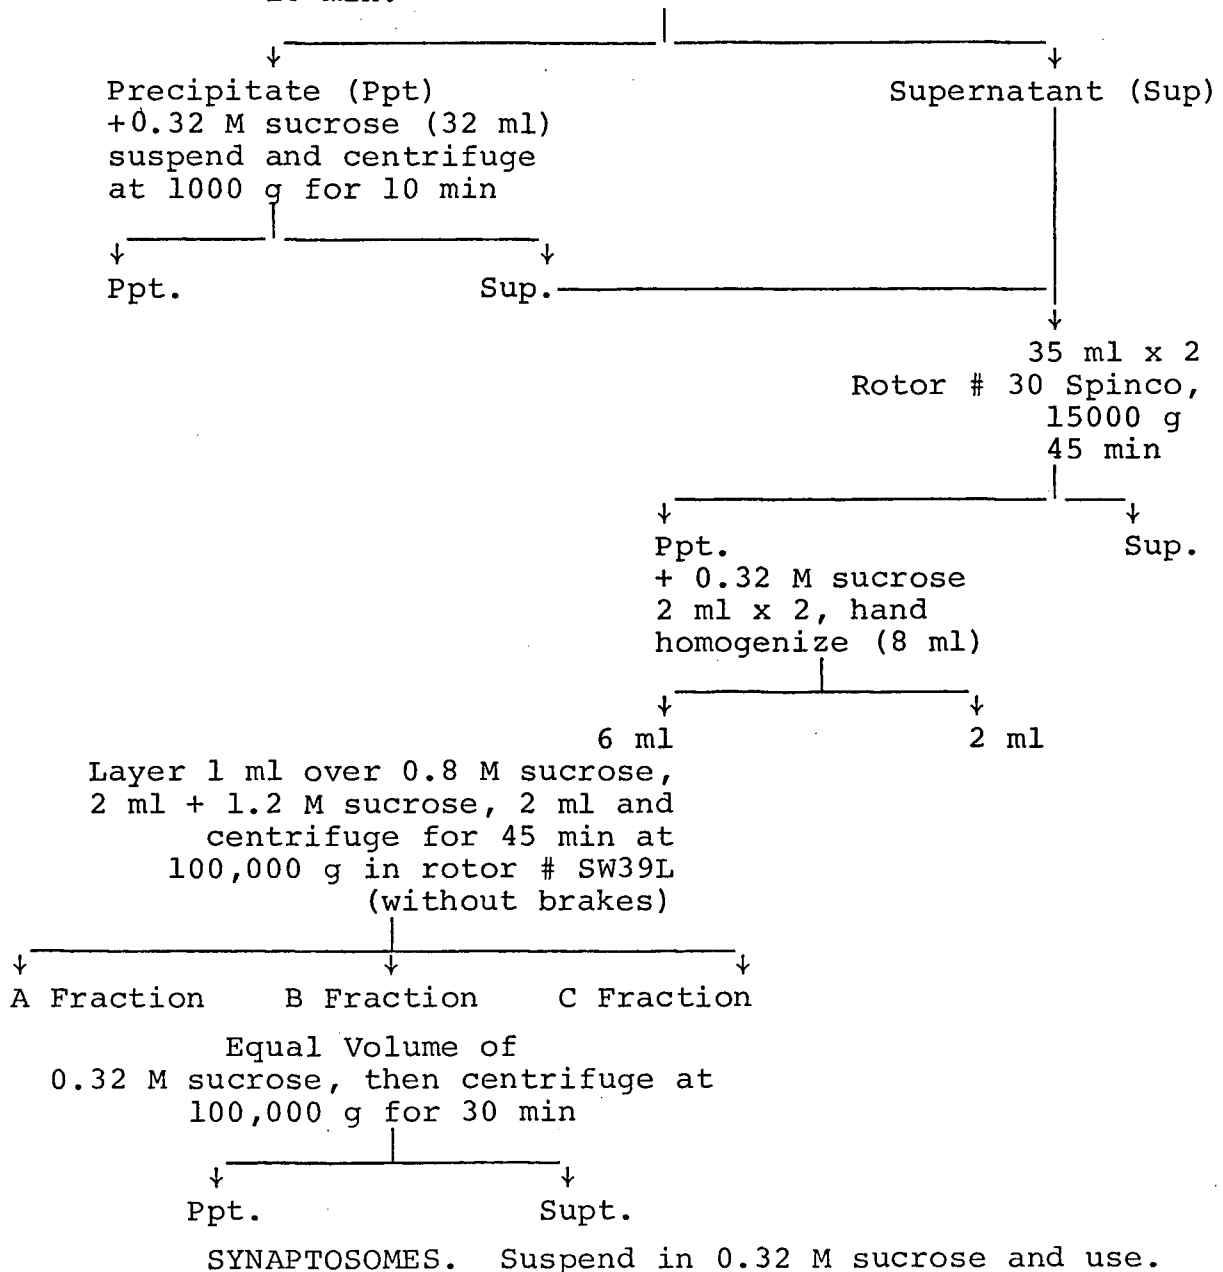 Precipitate (Ppt)
Supernatant (Sup)
+0.32 M sucrose (32 ml)
suspend and centrifuge
at 1000 g for 10 min
Ppt.
Sup.
35 ml x 2
Rotor # 30 Spinco,
15000 g
45 min
Ppt.
Sup.
+ 0.32 M sucrose
2 ml x 2, hand
homogenize (8 ml)
6 ml
2 ml
Layer 1 ml over 0.8 M sucrose,
2 ml + 1.2 M sucrose, 2 ml and
centrifuge for 45 min at
100,000 g in rotor # SW39L
(without brakes)
A Fraction
B Fraction
C Fraction
Equal Volume of
0.32 M sucrose, then centrifuge at
100,000 g for 30 min
Ppt.
Supt.
SYNAPTOSOMES. Suspend in 0.32 M sucrose and use.